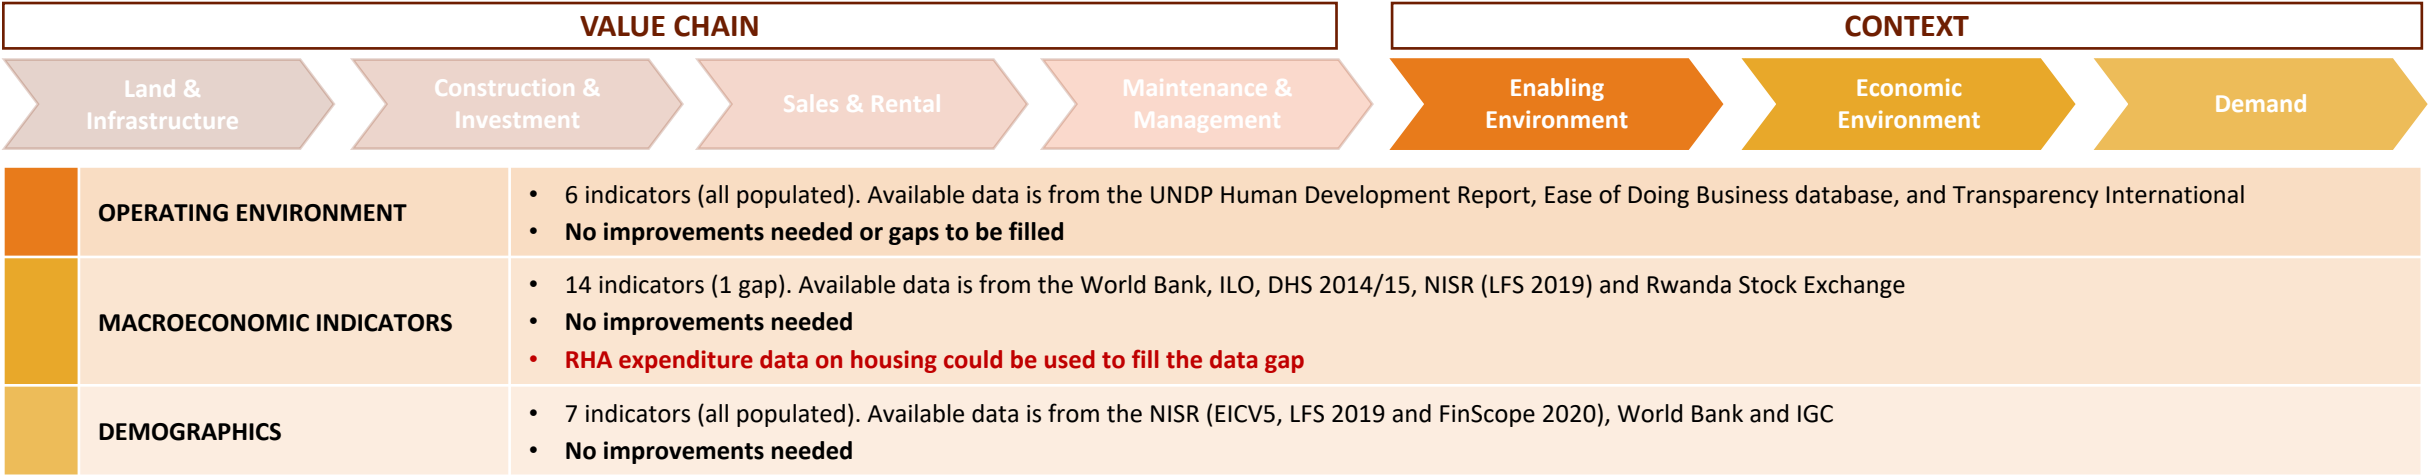 VALUE CHAIN
CONTEXT
Land &
Infrastructure
Construction &
Investment
Sales & Rental
Maintenance &
Management
Enabling
Environment
Economic
Environment
Demand
OPERATING ENVIRONMENT
• 6 indicators (all populated). Available data is from the UNDP Human Development Report, Ease of Doing Business database, and Transparency International
• No improvements needed or gaps to be filled
MACROECONOMIC INDICATORS
• 14 indicators (1 gap). Available data is from the World Bank, ILO, DHS 2014/15, NISR (LFS 2019) and Rwanda Stock Exchange
• No improvements needed
• RHA expenditure data on housing could be used to fill the data gap
DEMOGRAPHICS
• 7 indicators (all populated). Available data is from the NISR (EICV5, LFS 2019 and FinScope 2020), World Bank and IGC
• No improvements needed